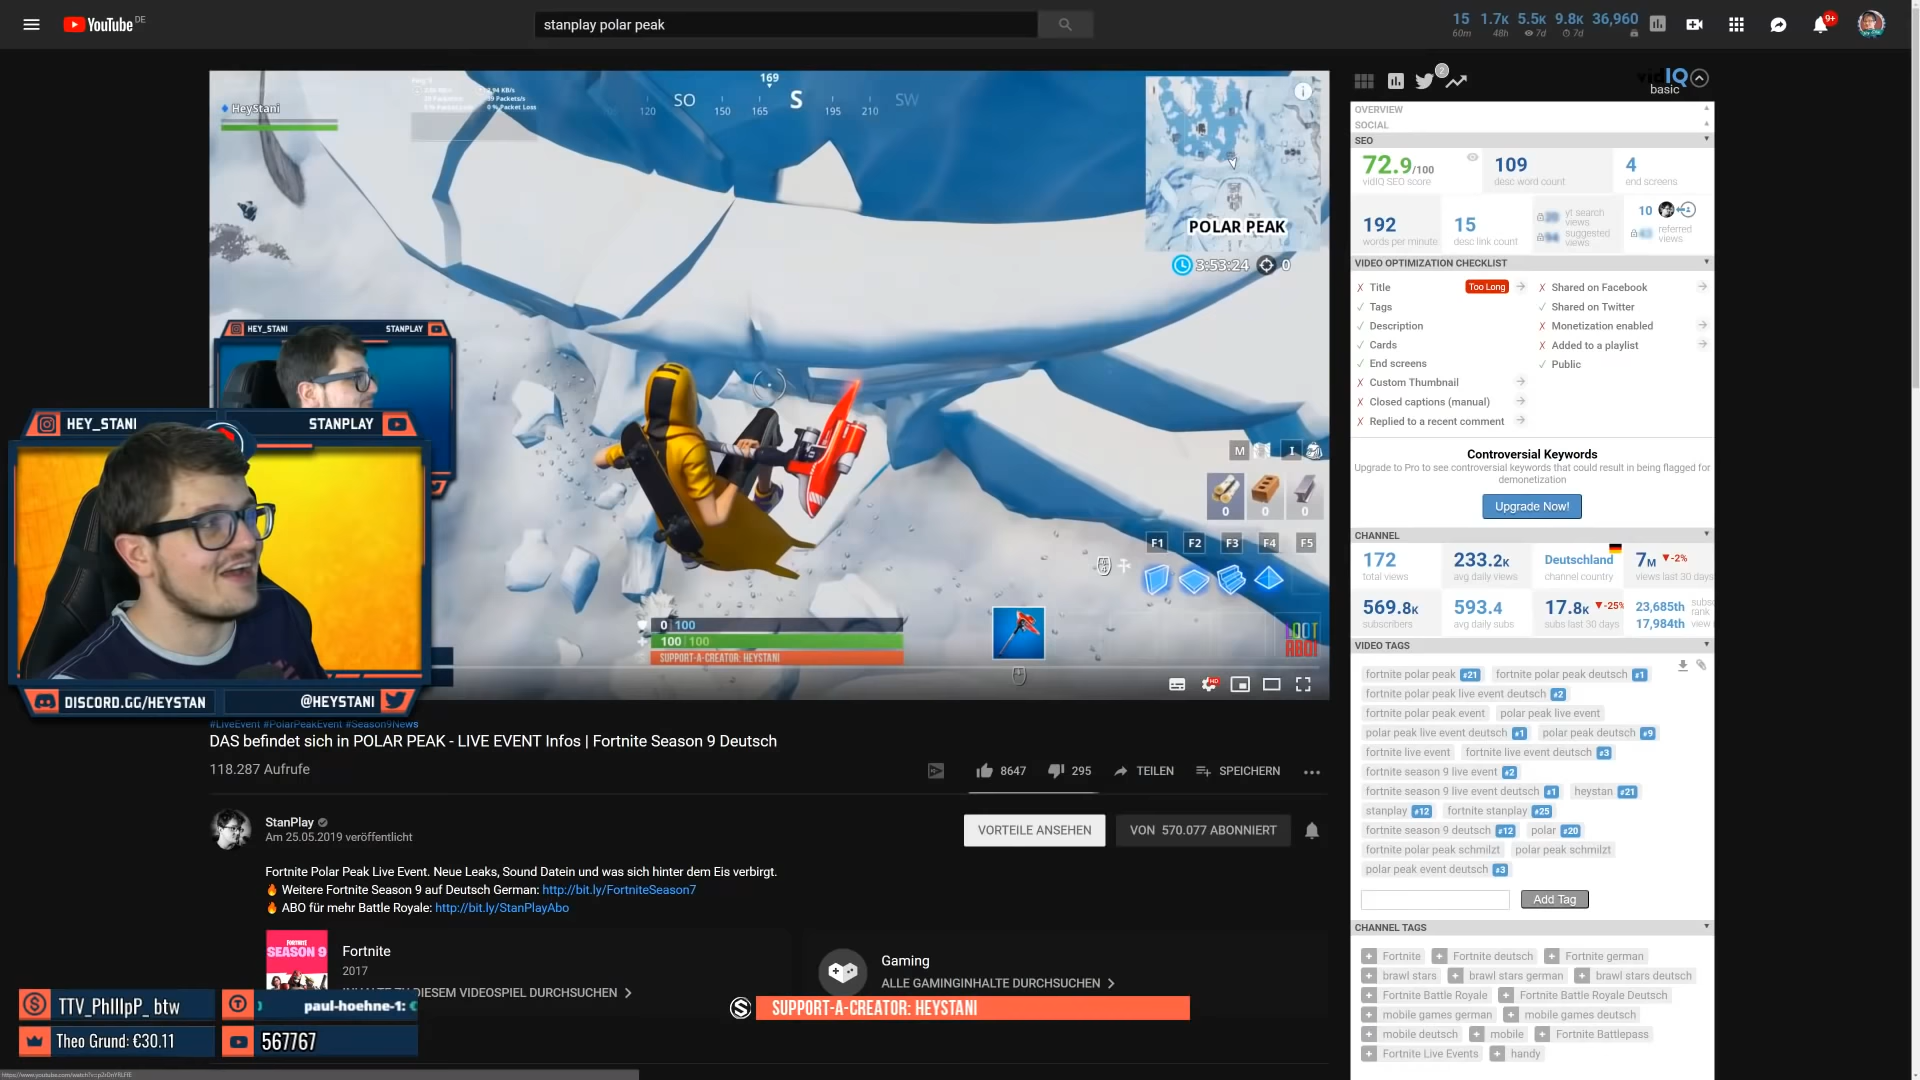 YouTube DE
stanplay polar peak
15 1.7K 5.5K 9.8K 36,960
60m 48h 7d 7d
9+
HeyStani
169
SO S SW
120 150 165 195 210
POLAR PEAK
3:53:24 0
HEY_STANI STANPLAY
HEY_STANI STANPLAY
DISCORD.GG/HEYSTAN @HEYSTANI
M I
0 0 0
F1 F2 F3 F4 F5
0 100
100 100
SUPPORT-A-CREATOR: HEYSTANI
LOOT
ABO!
HD
#LiveEvent #PolarPeakEvent #Season9News
DAS befindet sich in POLAR PEAK - LIVE EVENT Infos | Fortnite Season 9 Deutsch
118.287 Aufrufe
8647 295 TEILEN SPEICHERN
StanPlay
Am 25.05.2019 veröffentlicht
VORTEILE ANSEHEN VON 570.077 ABONNIERT
Fortnite Polar Peak Live Event. Neue Leaks, Sound Datein und was sich hinter dem Eis verbirgt.
🔥 Weitere Fortnite Season 9 auf Deutsch German: http://bit.ly/FortniteSeason7
🔥 ABO für mehr Battle Royale: http://bit.ly/StanPlayAbo
FORTNITE
SEASON 9
Fortnite
2017
DIESEM VIDEOSPIEL DURCHSUCHEN
Gaming
ALLE GAMINGINHALTE DURCHSUCHEN
SUPPORT-A-CREATOR: HEYSTANI
TTV_PhIlIpP_ btw
paul-hoehne-1:
Theo Grund: €30.11
567767
2
vidIQ
basic
OVERVIEW
SOCIAL
SEO
72.9/100
vidIQ SEO score
109
desc word count
4
end screens
192
words per minute
15
desc link count
yt search views
suggested views
10
referred views
VIDEO OPTIMIZATION CHECKLIST
Title Too Long
Tags
Description
Cards
End screens
Custom Thumbnail
Closed captions (manual)
Replied to a recent comment
Shared on Facebook
Shared on Twitter
Monetization enabled
Added to a playlist
Public
Controversial Keywords
Upgrade to Pro to see controversial keywords that could result in being flagged for
demonetization
Upgrade Now!
CHANNEL
172
total views
233.2K
avg daily views
Deutschland
channel country
7M -2%
views last 30 days
569.8K
subscribers
593.4
avg daily subs
17.8K -25%
subs last 30 days
23,685th
rank
17,984th view
VIDEO TAGS
fortnite polar peak #21 fortnite polar peak deutsch #1
fortnite polar peak live event deutsch #2
fortnite polar peak event polar peak live event
polar peak live event deutsch #1 polar peak deutsch #9
fortnite live event fortnite live event deutsch #3
fortnite season 9 live event #2
fortnite season 9 live event deutsch #1 heystan #21
stanplay #12 fortnite stanplay #25
fortnite season 9 deutsch #12 polar #20
fortnite polar peak schmilzt polar peak schmilzt
polar peak event deutsch #3
Add Tag
CHANNEL TAGS
Fortnite Fortnite deutsch Fortnite german
brawl stars brawl stars german brawl stars deutsch
Fortnite Battle Royale Fortnite Battle Royale Deutsch
mobile games german mobile games deutsch
mobile deutsch mobile Fortnite Battlepass
Fortnite Live Events handy